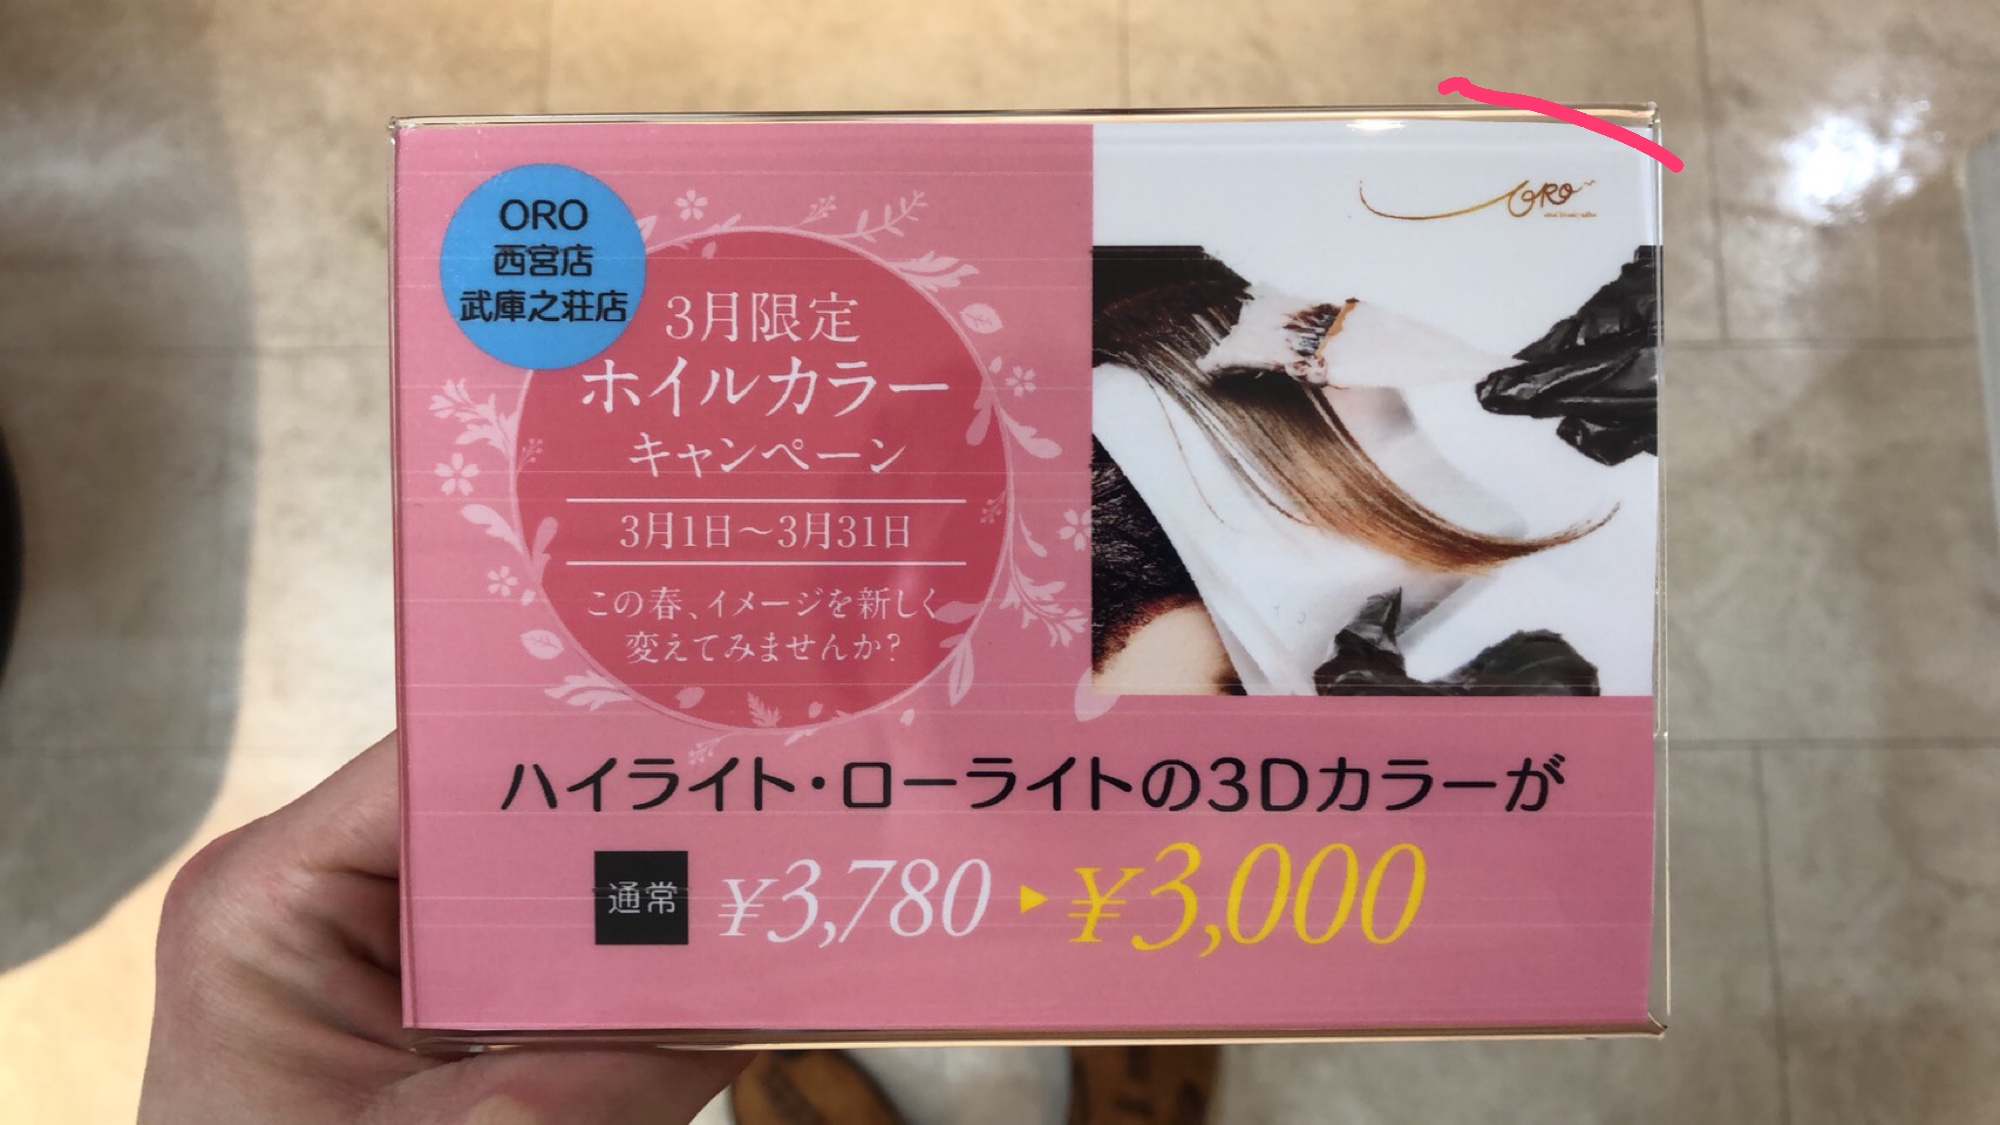 ORO
西宮店
武庫之荘店
3月限定
ホイルカラー
キャンペーン
3月1日～3月31日
この春、イメージを新しく
変えてみませんか?
ORO
ハイライト・ローライトの3Dカラーが
通常 ¥3,780 ▶ ¥3,000